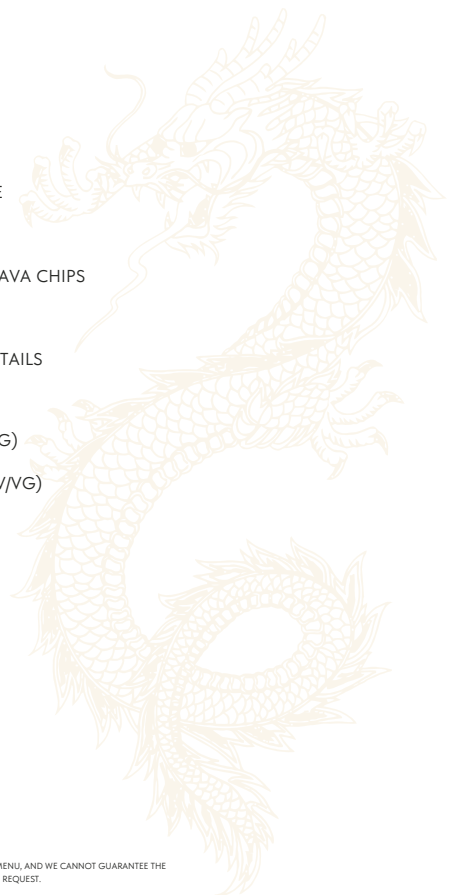 E
AVA CHIPS
TAILS
G)
V/VG)
MENU, AND WE CANNOT GUARANTEE THE
REQUEST.